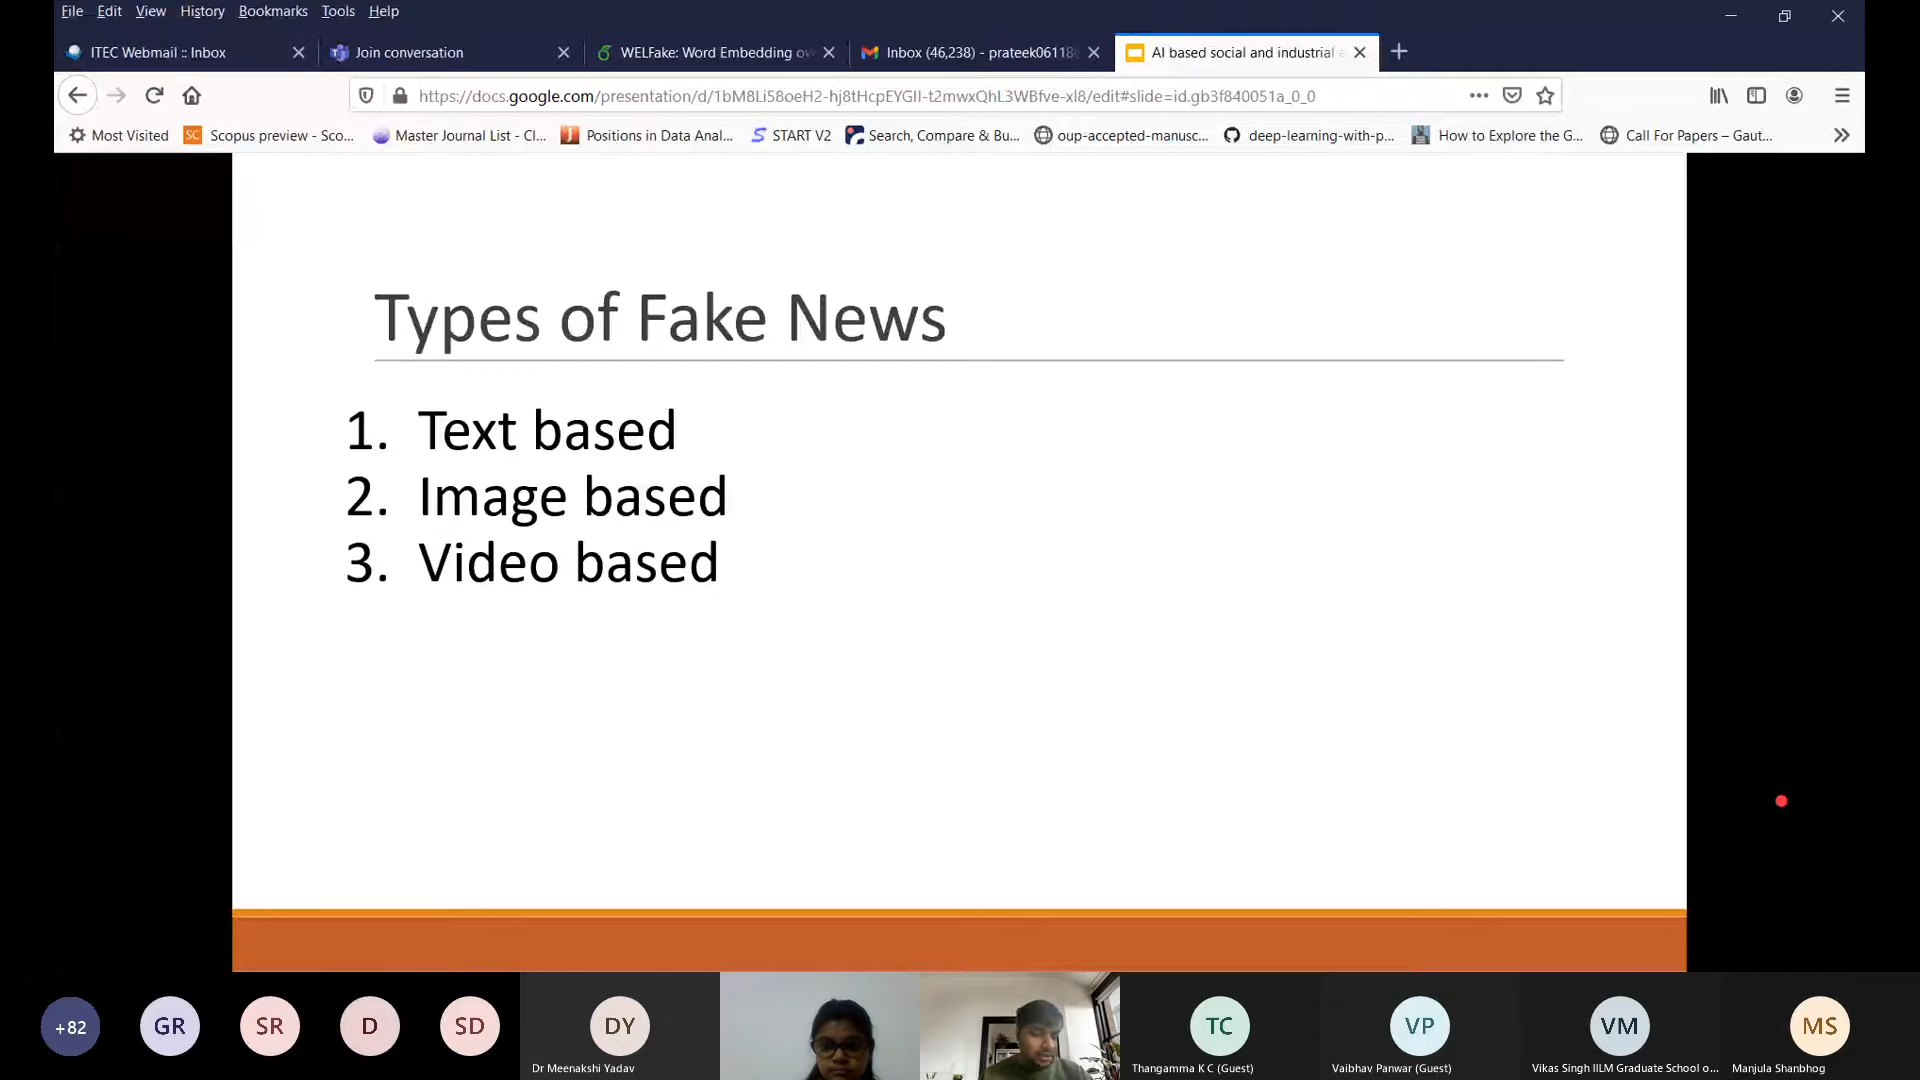 File Edit View History Bookmarks Tools Help
ITEC Webmail :: Inbox
Join conversation
WELFake: Word Embedding ov
Inbox (46,238) - prateek06118
AI based social and industrial a
https://docs.google.com/presentation/d/1bM8Li58oeH2-hj8tHcpEYGII-t2mwxQhL3WBfve-xI8/edit#slide=id.gb3f840051a_0_0
Most Visited
SC Scopus preview - Sco...
Master Journal List - Cl...
Positions in Data Anal...
START V2
Search, Compare & Bu...
oup-accepted-manusc...
deep-learning-with-p...
How to Explore the G...
Call For Papers – Gaut...
Types of Fake News
1. Text based
2. Image based
3. Video based
+82
GR
SR
D
SD
DY
Dr Meenakshi Yadav
TC
Thangamma K C (Guest)
VP
Vaibhav Panwar (Guest)
VM
Vikas Singh IILM Graduate School o...
MS
Manjula Shanbhog